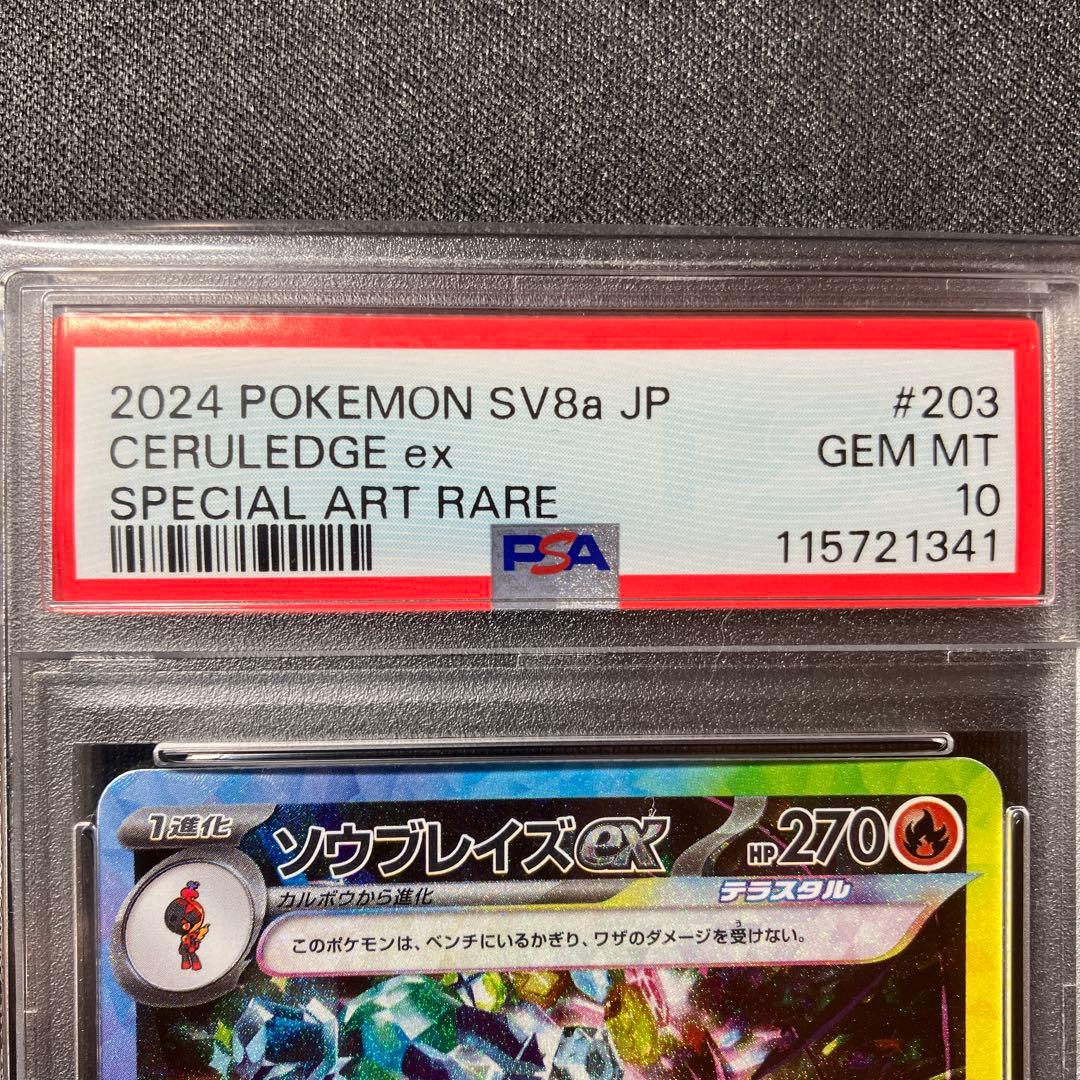 2024 POKEMON SV8a JP #203
CERULEDGE ex GEM MT
SPECIAL ART RARE 10
PSA 115721341
1進化 ソウブレイズex HP270
カルボウから進化 テラスタル
このポケモンは、ベンチにいるかぎり、ワザのダメージを受けない。